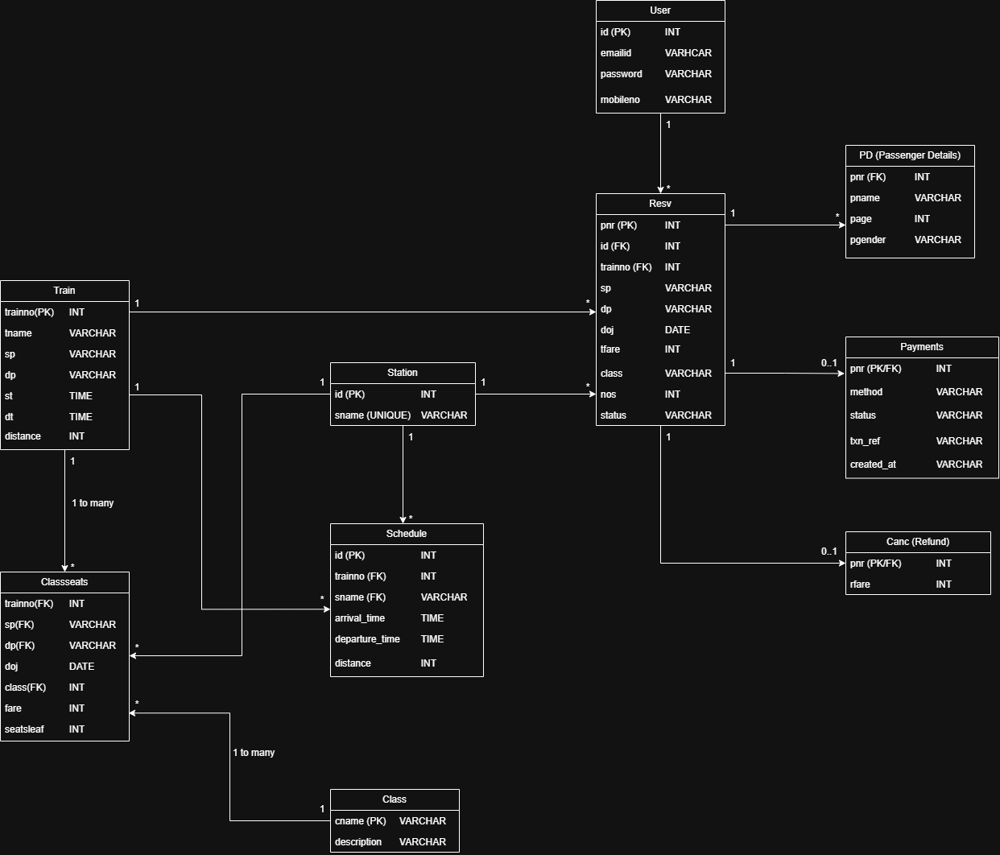 User
id (PK) INT
emailid VARHCAR
password VARCHAR
mobileno VARCHAR
1
*
PD (Passenger Details)
pnr (FK) INT
pname VARCHAR
page INT
pgender VARCHAR
Resv
pnr (PK) INT
id (FK) INT
trainno (FK) INT
sp VARCHAR
dp VARCHAR
doj DATE
tfare INT
class VARCHAR
nos INT
status VARCHAR
1
*
Train
trainno(PK) INT
tname VARCHAR
sp VARCHAR
dp VARCHAR
st TIME
dt TIME
distance INT
1
*
1
Station
id (PK) INT
sname (UNIQUE) VARCHAR
1
1
*
Payments
pnr (PK/FK) INT
method VARCHAR
status VARCHAR
txn_ref VARCHAR
created_at VARCHAR
1
0..1
1
1 to many
*
1
*
1
0..1
Schedule
id (PK) INT
trainno (FK) INT
sname (FK) VARCHAR
arrival_time TIME
departure_time TIME
distance INT
*
Canc (Refund)
pnr (PK/FK) INT
rfare INT
Classseats
trainno(FK) INT
sp(FK) VARCHAR
dp(FK) VARCHAR
doj DATE
class(FK) INT
fare INT
seatsleaf INT
*
*
1 to many
1
Class
cname (PK) VARCHAR
description VARCHAR